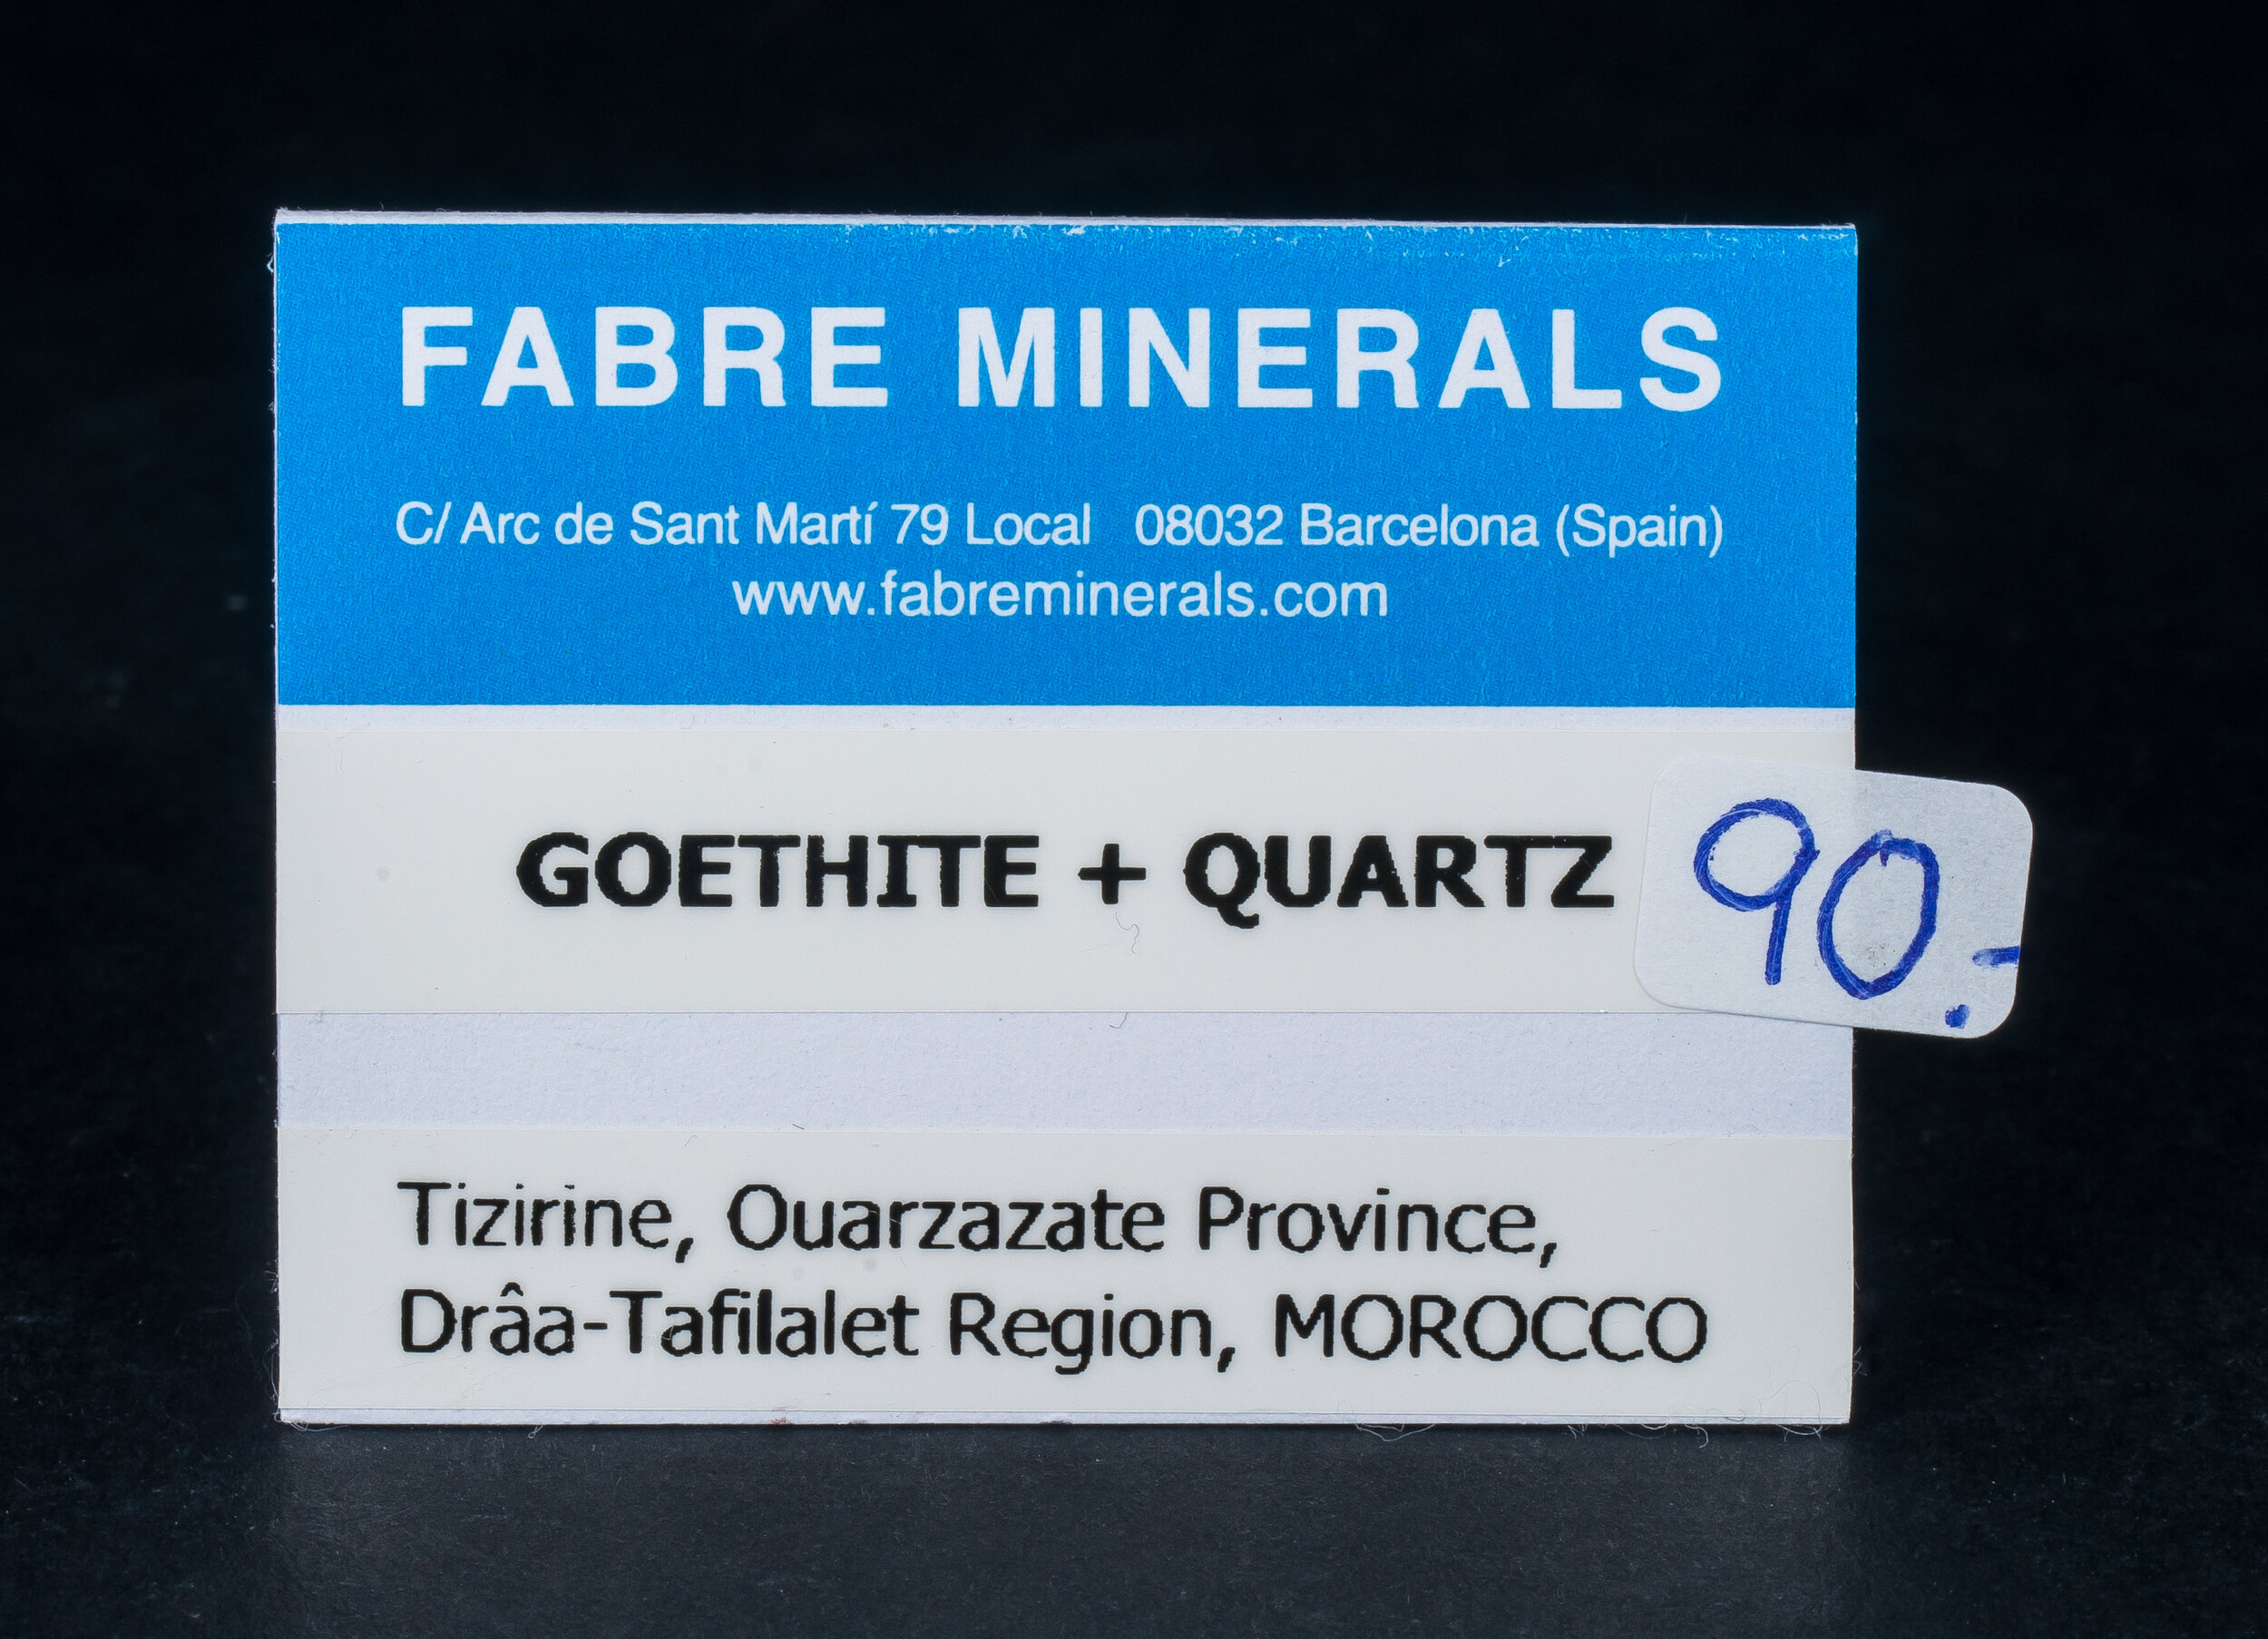 FABRE MINERALS
C/ Arc de Sant Martí 79 Local 08032 Barcelona (Spain)
www.fabreminerals.com
GOETHITE + QUARTZ
90.-
Tizirine, Ouarzazate Province,
Drâa-Tafilalet Region, MOROCCO